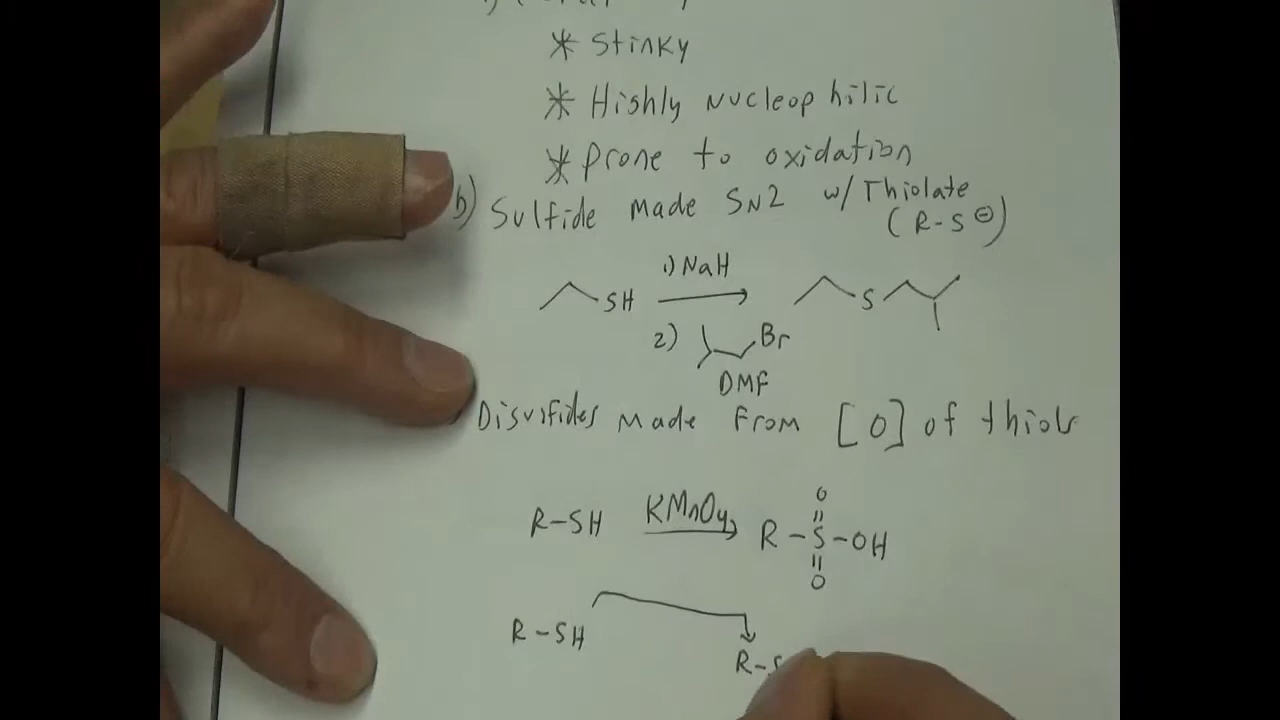 * Stinky
* Highly nucleophilic
* Prone to oxidation
b) Sulfide made SN2 w/ Thiolate
(R-S⊖)
1) NaH
SH
S
2) Br
DMF
Disulfides made from [O] of thiols
R-SH KMnO4 R-S-OH
O
O
R-SH
R-S